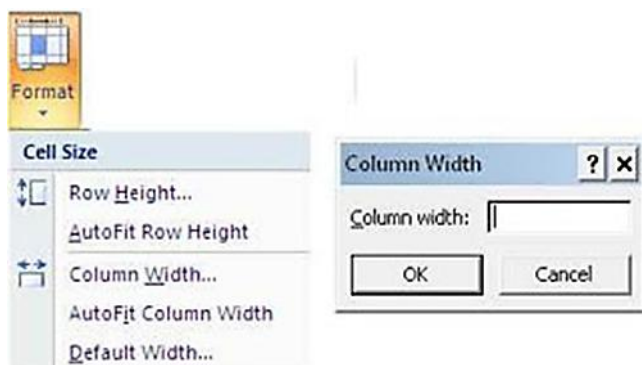 Format
Cell Size
Row Height...
AutoFit Row Height
Column Width...
AutoFit Column Width
Default Width...
Column Width ? ×
Column width:
OK Cancel